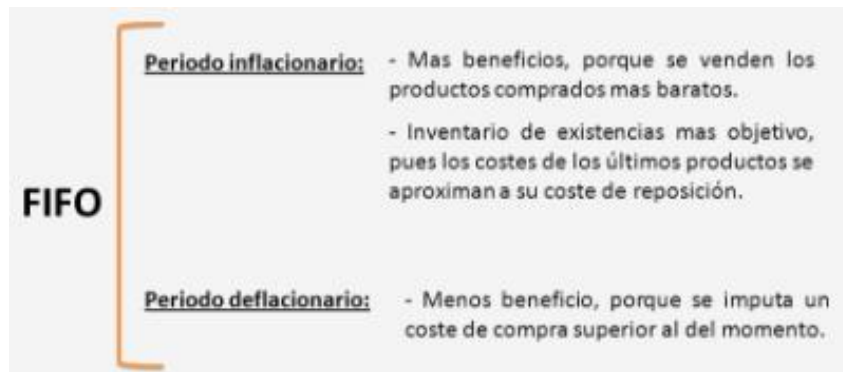 FIFO
Periodo inflacionario:
- Mas beneficios, porque se venden los
productos comprados mas baratos.
- Inventario de existencias mas objetivo,
pues los costes de los últimos productos se
aproximan a su coste de reposición.
Periodo deflacionario:
- Menos beneficio, porque se imputa un
coste de compra superior al del momento.